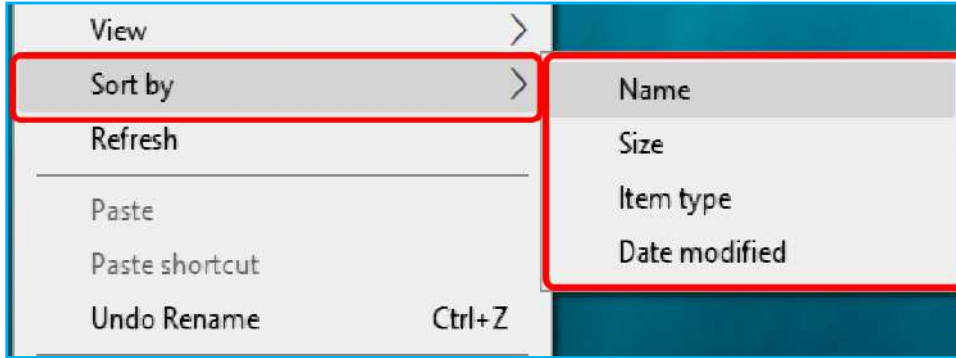 View
Sort by
Refresh
Paste
Paste shortcut
Undo Rename Ctrl+Z
Name
Size
Item type
Date modified